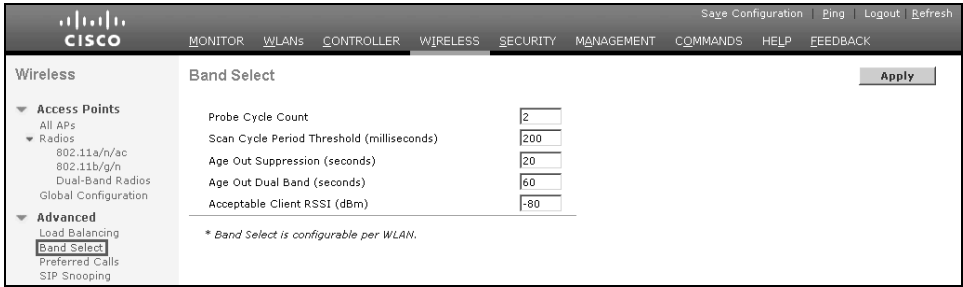 Save Configuration | Ping | Logout | Refresh
CISCO
MONITOR WLANs CONTROLLER WIRELESS SECURITY MANAGEMENT COMMANDS HELP FEEDBACK
Wireless
Access Points
All APs
Radios
802.11a/n/ac
802.11b/g/n
Dual-Band Radios
Global Configuration
Advanced
Load Balancing
Band Select
Preferred Calls
SIP Snooping
Band Select
Apply
Probe Cycle Count 2
Scan Cycle Period Threshold (milliseconds) 200
Age Out Suppression (seconds) 20
Age Out Dual Band (seconds) 60
Acceptable Client RSSI (dBm) -80
* Band Select is configurable per WLAN.